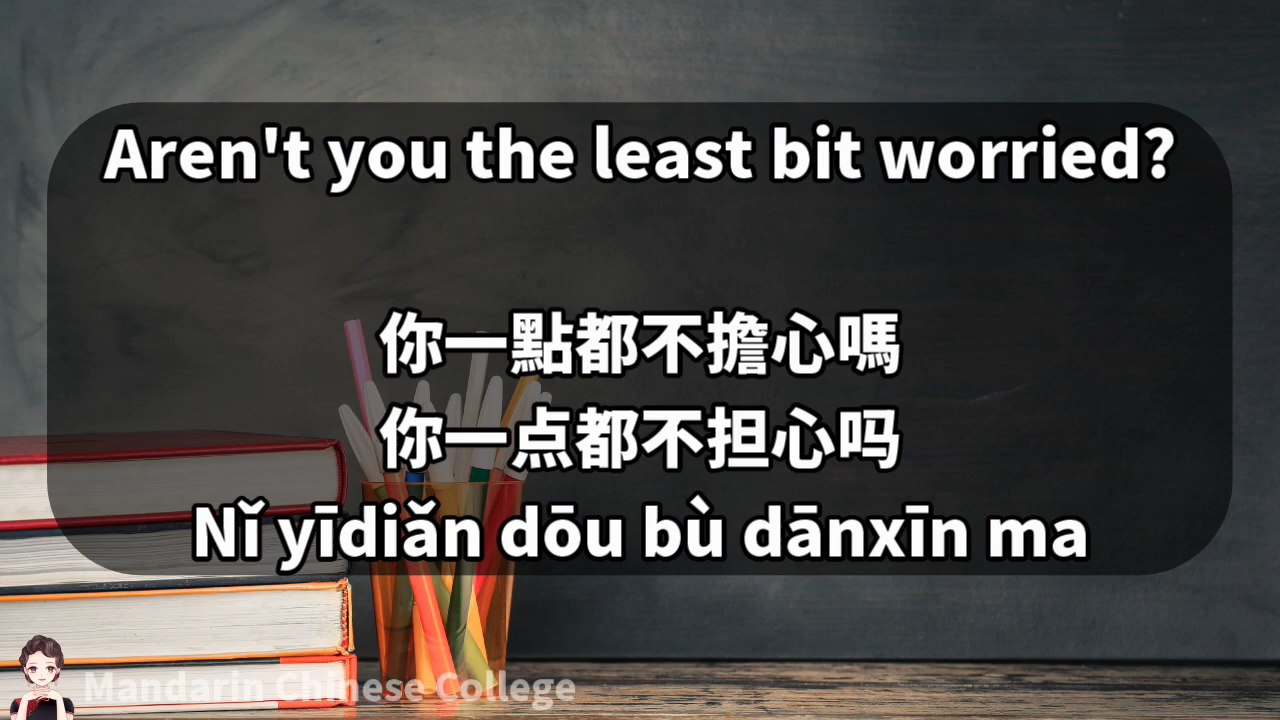 Aren't you the least bit worried?
你一點都不擔心嗎
你一点都不担心吗
Nǐ yīdiǎn dōu bù dānxīn ma
Mandarin Chinese College